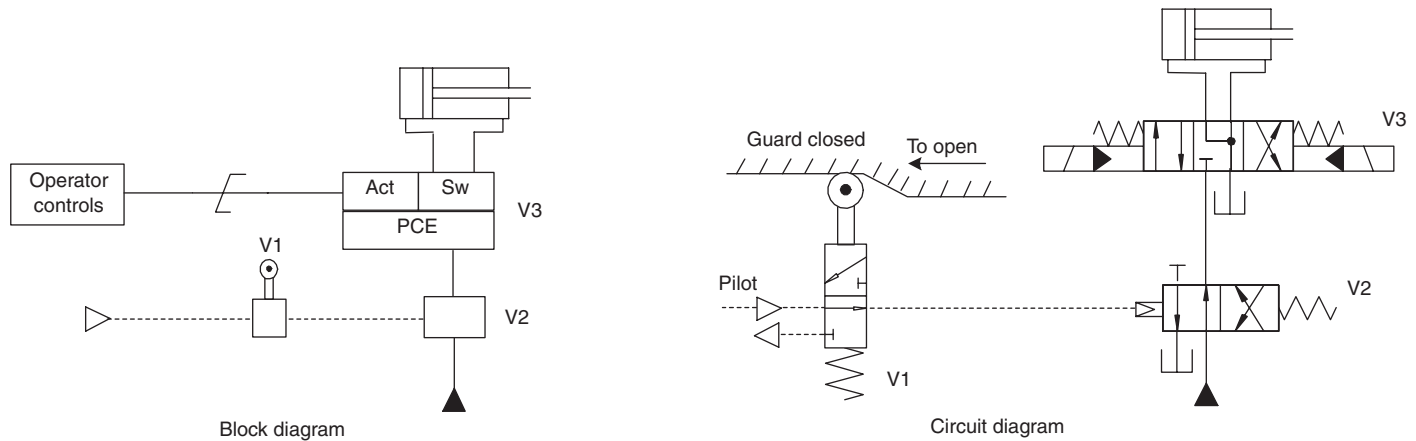 Operator
controls
Act
Sw
PCE
V3
V1
V2
Block diagram
Guard closed
To open
V3
Pilot
V2
V1
Circuit diagram